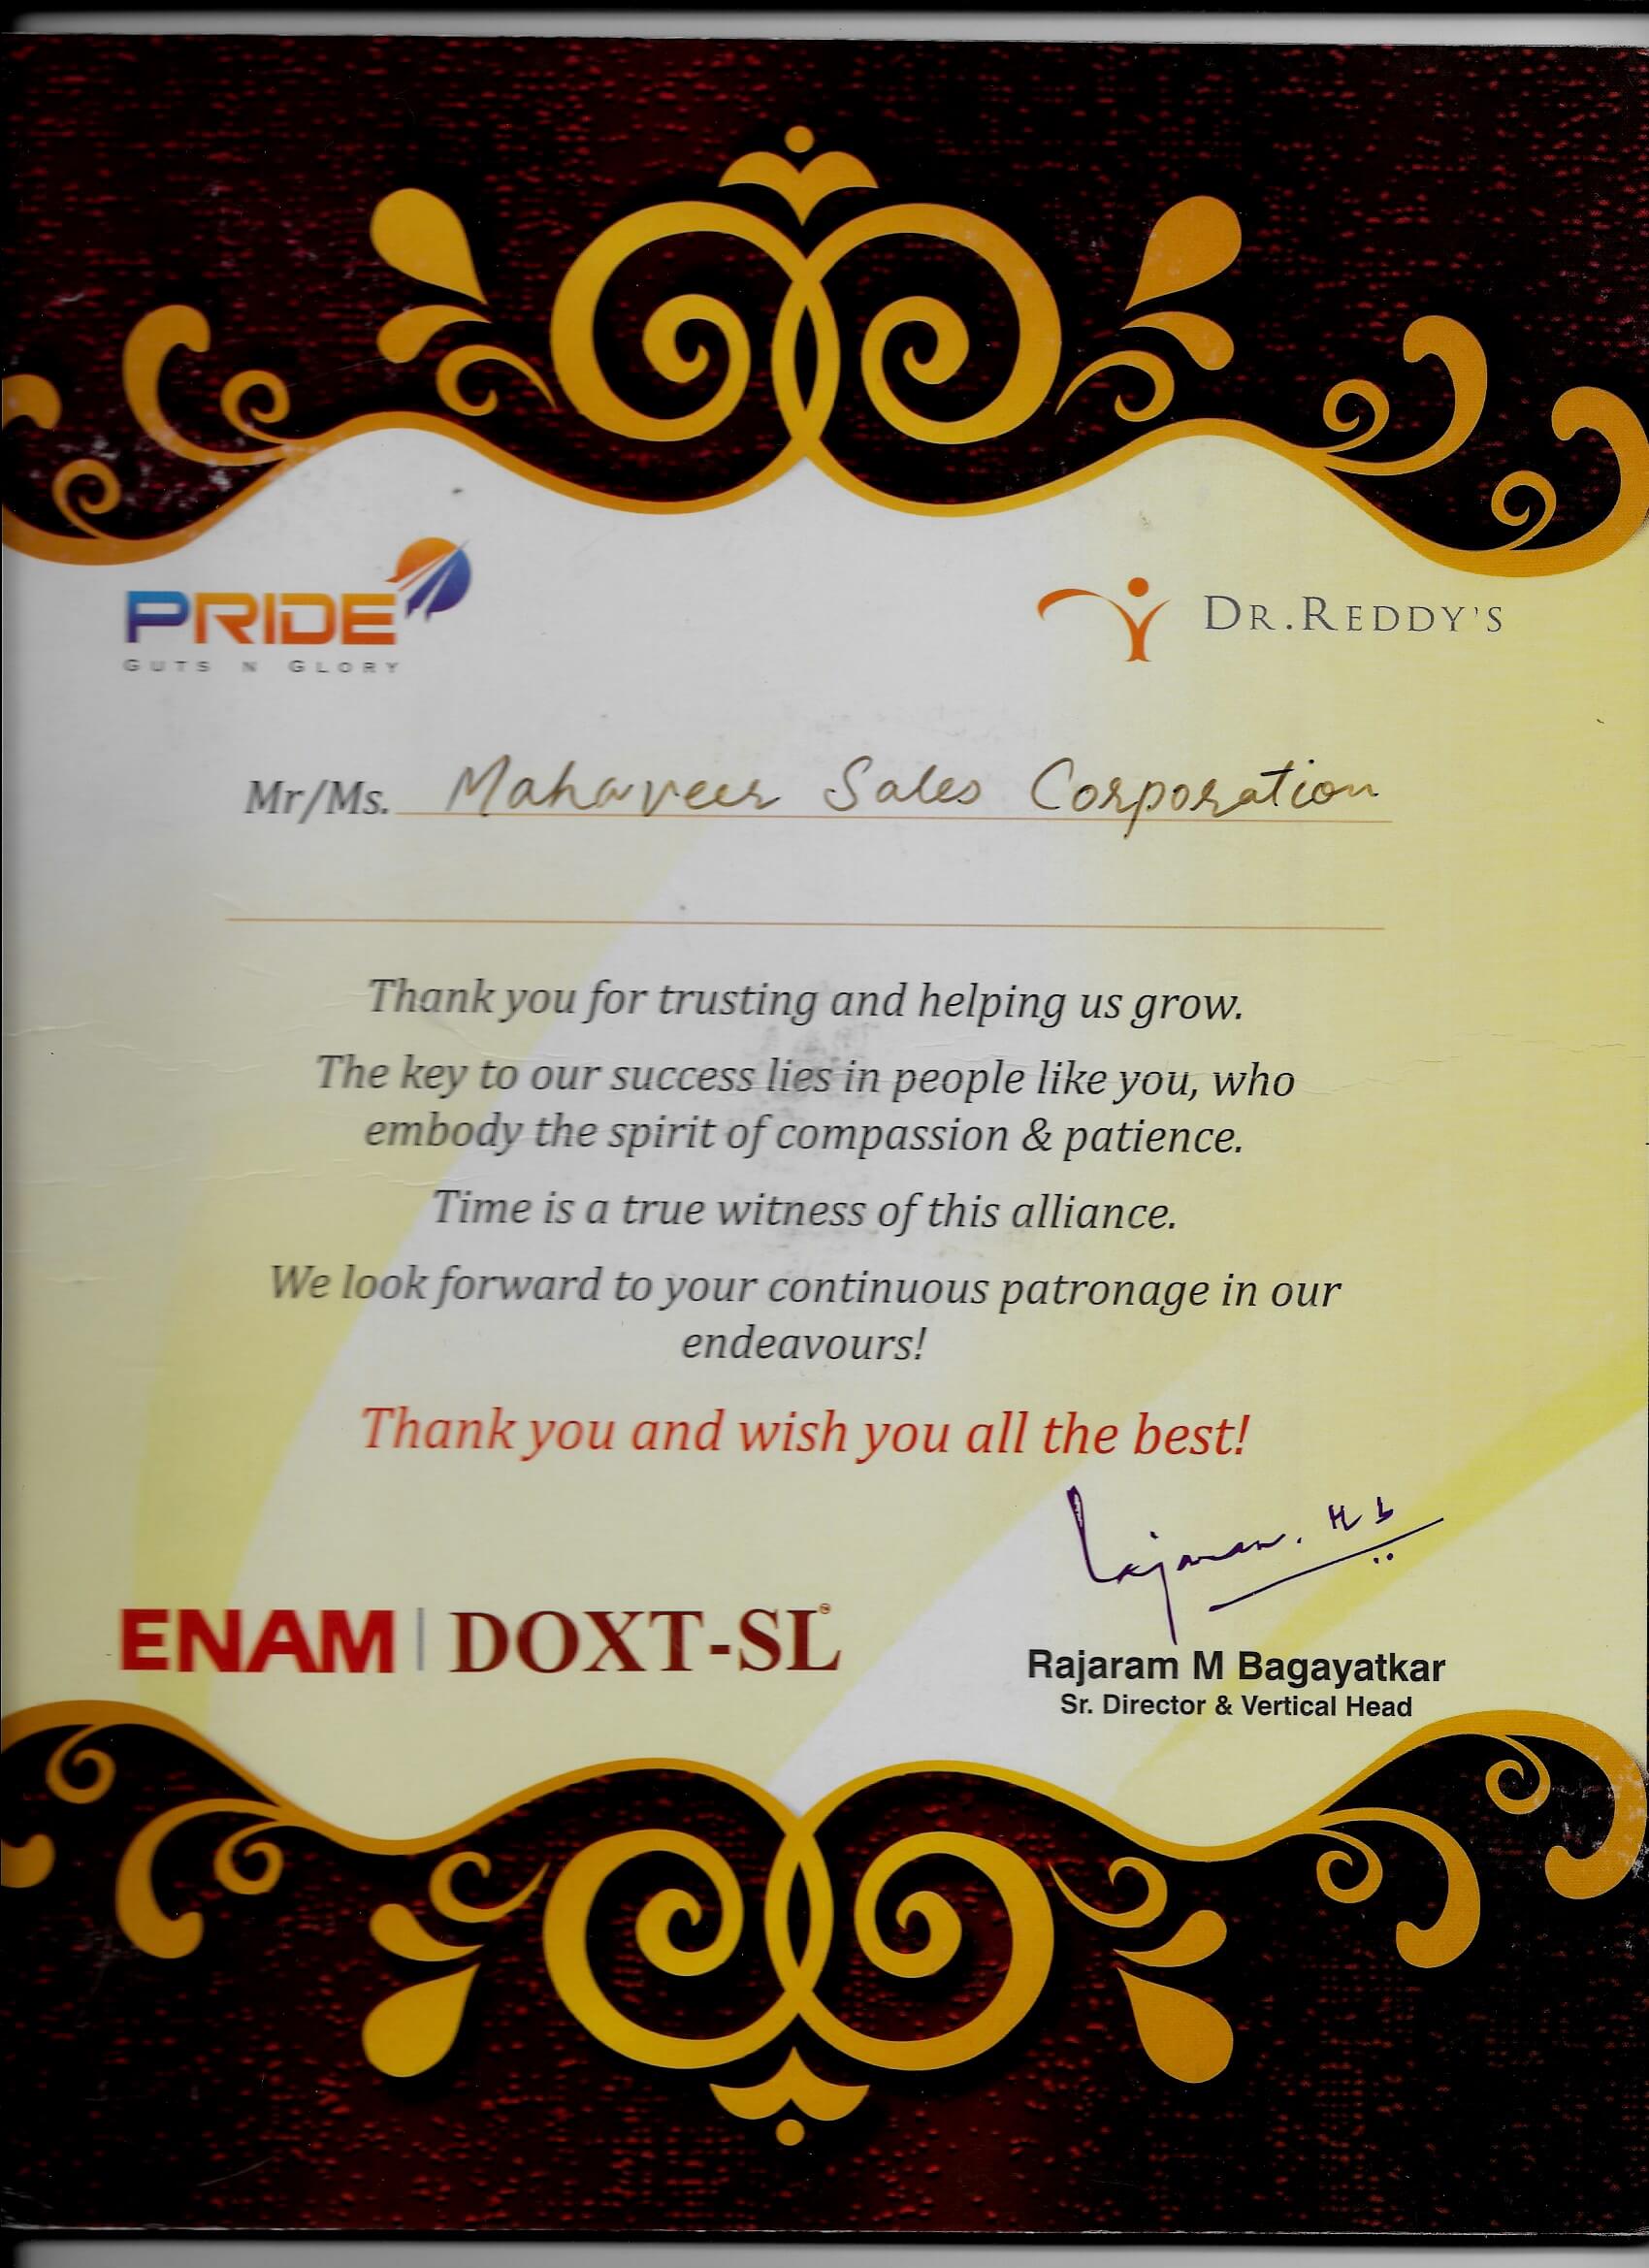 PRIDE
GUTS N GLORY
DR.REDDY'S
Mr/Ms. Mahaveer Sales Corporation
Thank you for trusting and helping us grow.
The key to our success lies in people like you, who
embody the spirit of compassion & patience.
Time is a true witness of this alliance.
We look forward to your continuous patronage in our
endeavours!
Thank you and wish you all the best!
Rajaram. M b
ENAM | DOXT-SL
Rajaram M Bagayatkar
Sr. Director & Vertical Head